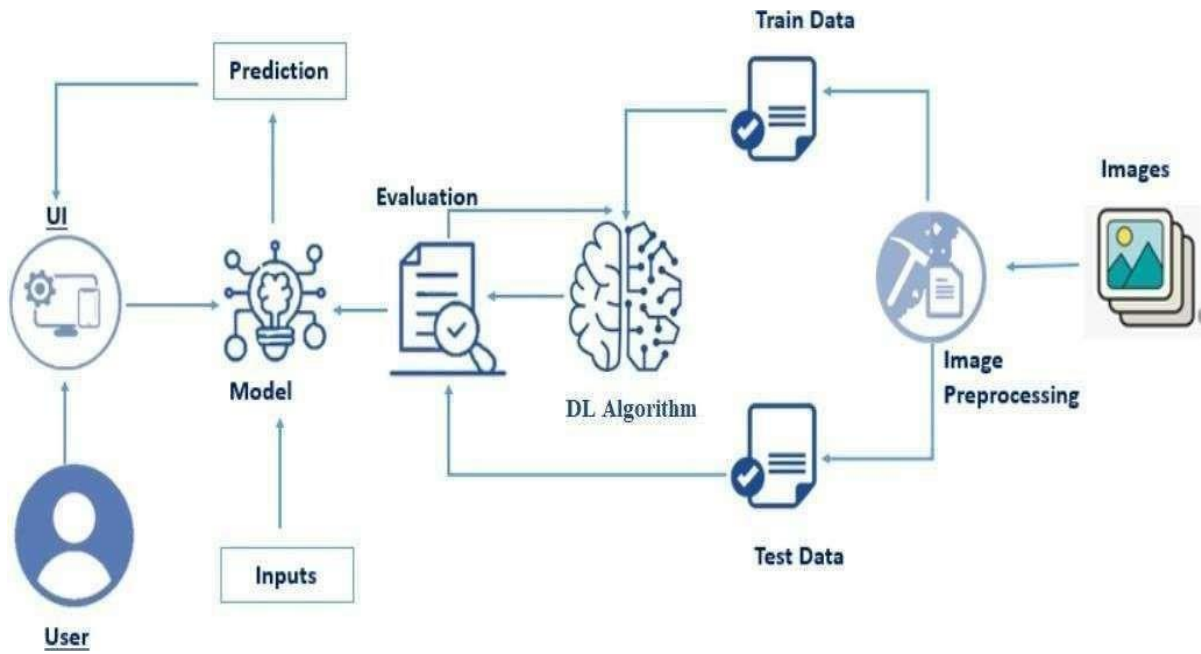 Train Data
Prediction
Images
Evaluation
UI
Image
Preprocessing
Model
DL Algorithm
Test Data
Inputs
User